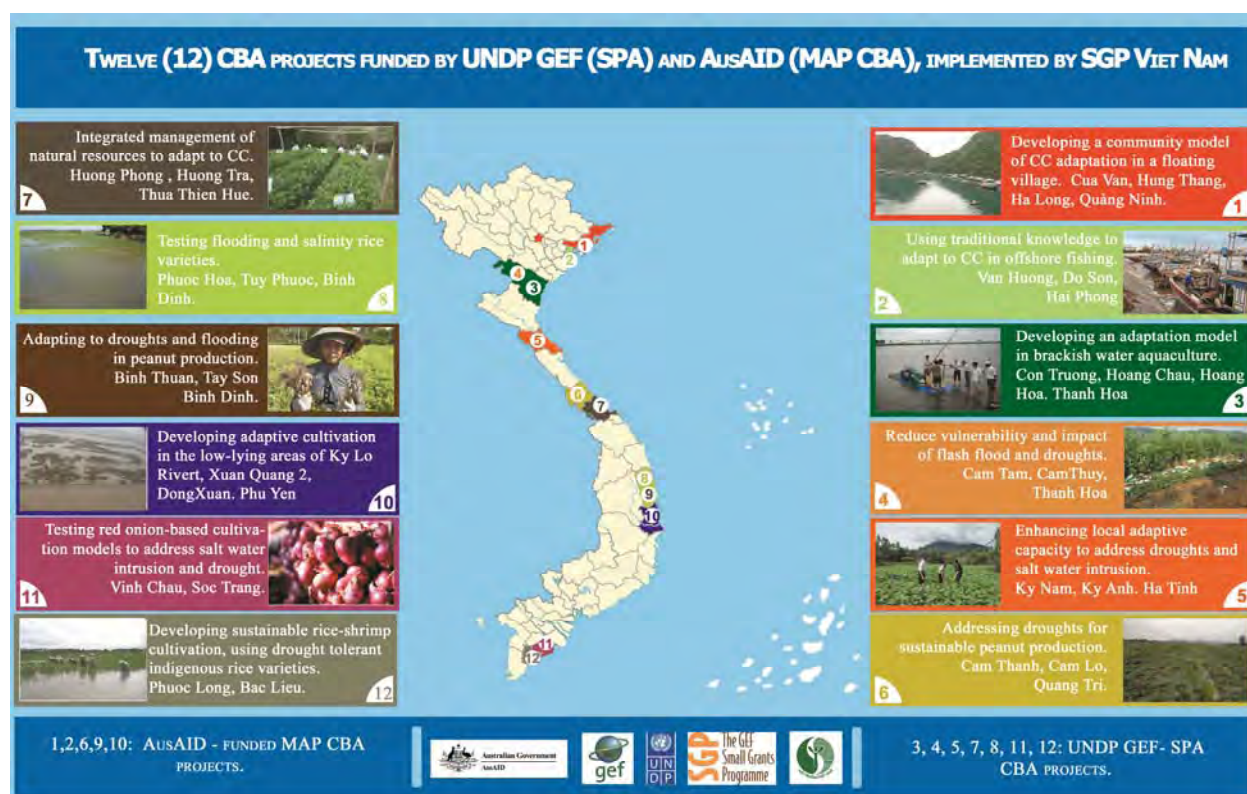 TWELVE (12) CBA PROJECTS FUNDED BY UNDP GEF (SPA) AND AUSAID (MAP CBA), IMPLEMENTED BY SGP VIET NAM
Integrated management of
natural resources to adapt to CC.
Huong Phong , Huong Tra,
Thua Thien Hue.
7
Testing flooding and salinity rice
varieties.
Phuoc Hoa, Tuy Phuoc, Binh
Dinh.
8
Adapting to droughts and flooding
in peanut production.
Binh Thuan, Tay Son
Binh Dinh.
9
Developing adaptive cultivation
in the low-lying areas of Ky Lo
Rivert, Xuan Quang 2,
DongXuan. Phu Yen
10
Testing red onion-based cultiva-
tion models to address salt water
intrusion and drought.
Vinh Chau, Soc Trang.
11
Developing sustainable rice-shrimp
cultivation, using drought tolerant
indigenous rice varieties.
Phuoc Long, Bac Lieu.
12
1
2
4
3
5
6
7
8
9
10
11
12
Developing a community model
of CC adaptation in a floating
village. Cua Van, Hung Thang,
Ha Long, Quảng Ninh.
1
Using traditional knowledge to
adapt to CC in offshore fishing.
Van Huong, Do Son,
Hai Phong
2
Developing an adaptation model
in brackish water aquaculture.
Con Truong, Hoang Chau, Hoang
Hoa. Thanh Hoa
3
Reduce vulnerability and impact
of flash flood and droughts.
Cam Tam, CamThuy,
Thanh Hoa
4
Enhancing local adaptive
capacity to address droughts and
salt water intrusion.
Ky Nam, Ky Anh. Ha Tinh
5
Addressing droughts for
sustainable peanut production.
Cam Thanh, Cam Lo,
Quang Tri.
6
1,2,6,9,10: AUSAID - FUNDED MAP CBA
PROJECTS.
Australian Government
AusAID
gef
U N
D P
SGP
The GEF
Small Grants
Programme
3, 4, 5, 7, 8, 11, 12: UNDP GEF- SPA
CBA PROJECTS.